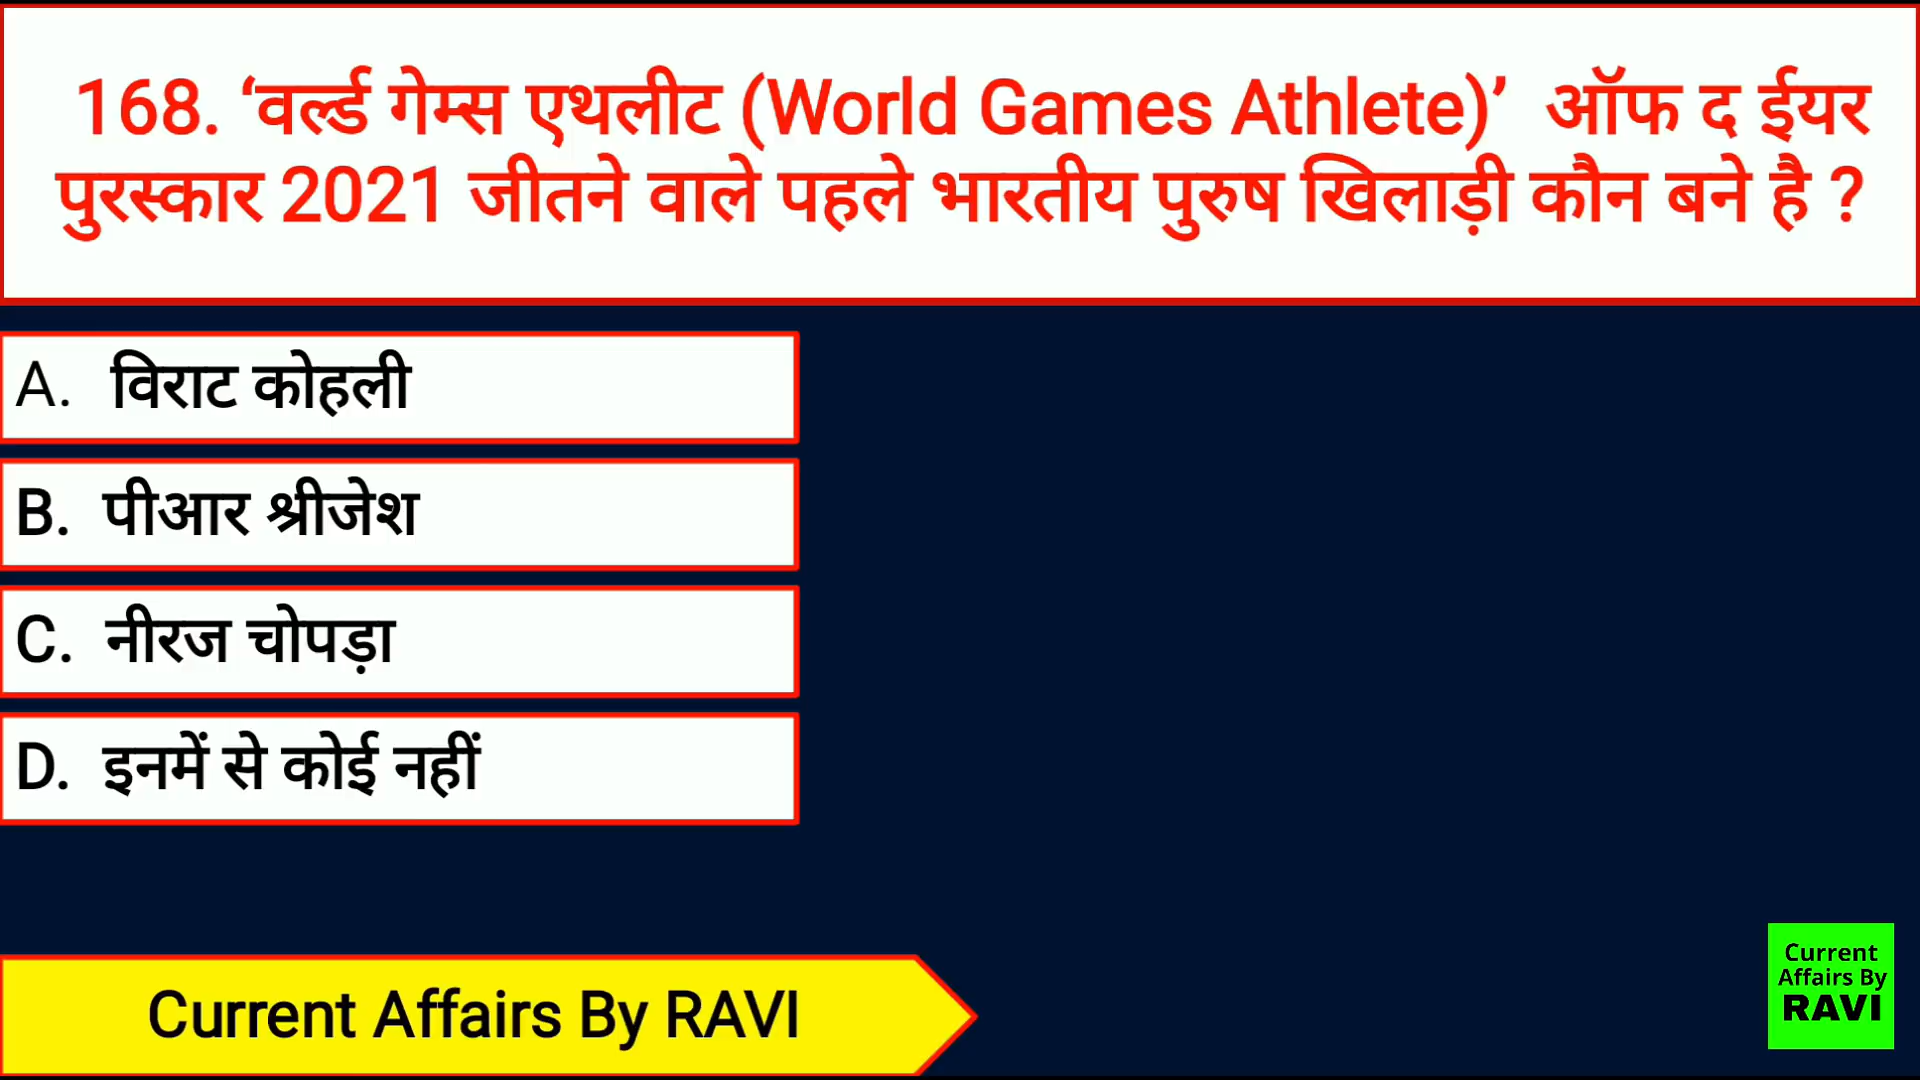 168. ‘वर्ल्ड गेम्स एथलीट (World Games Athlete)’ ऑफ द ईयर
पुरस्कार 2021 जीतने वाले पहले भारतीय पुरुष खिलाड़ी कौन बने है ?
A. विराट कोहली
B. पीआर श्रीजेश
C. नीरज चोपड़ा
D. इनमें से कोई नहीं
Current Affairs By RAVI
Current
Affairs By
RAVI